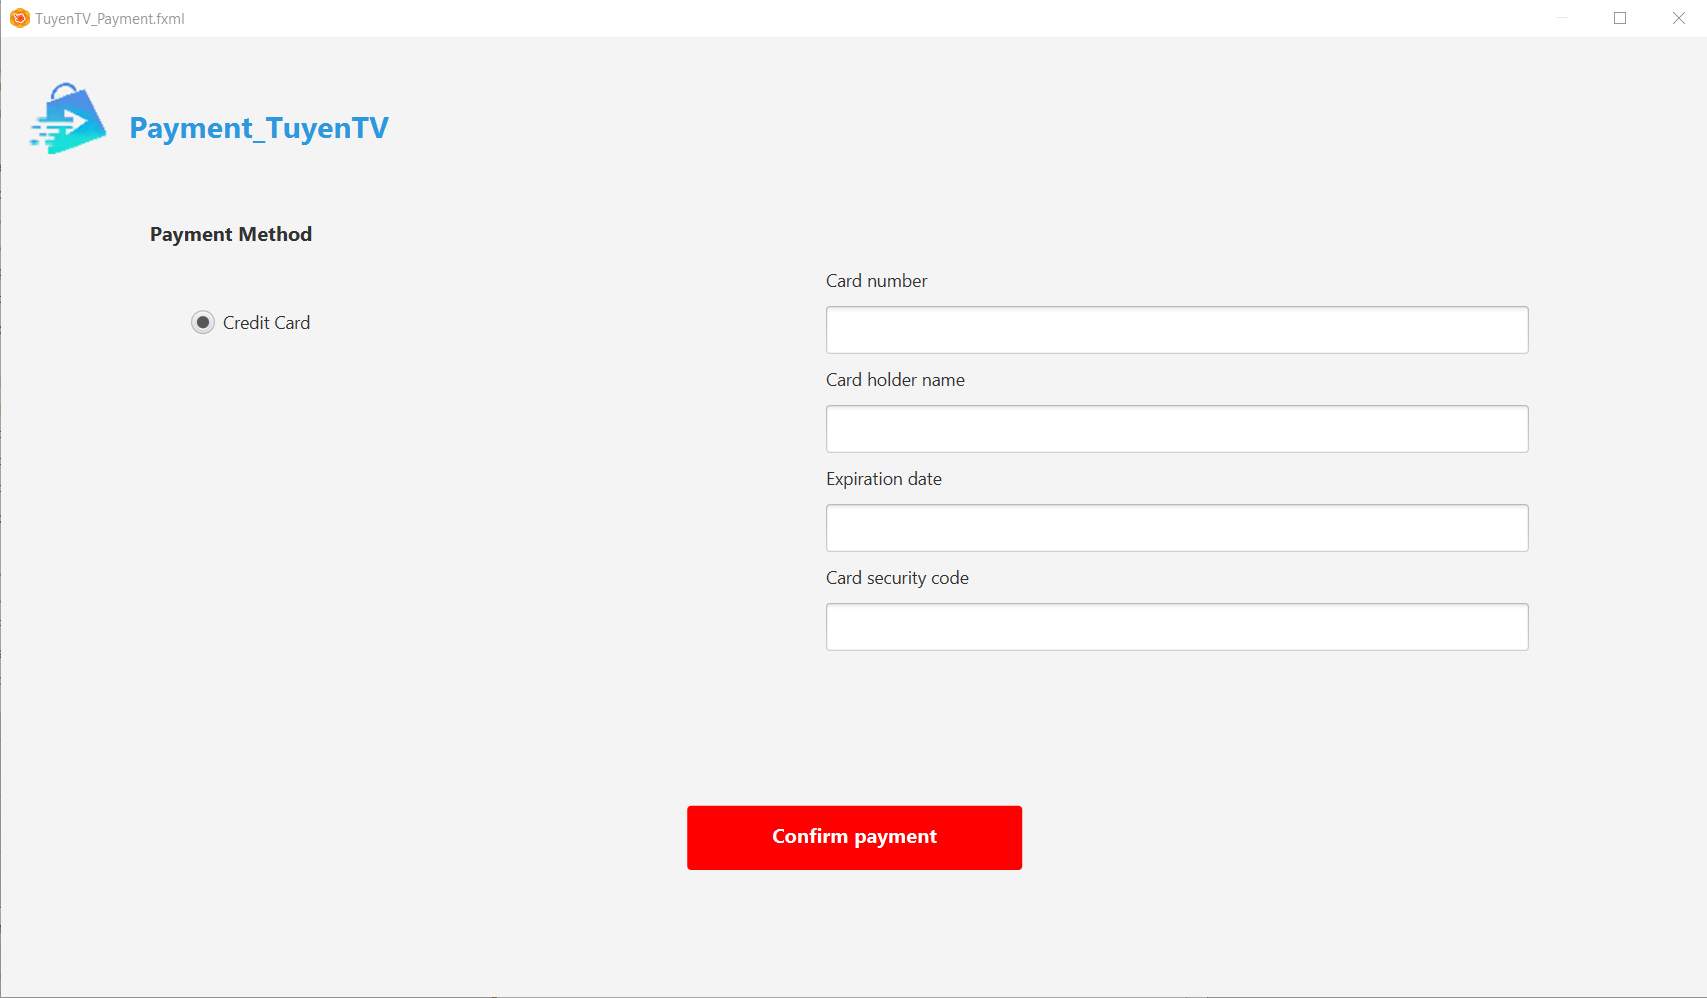 TuyenTV_Payment.fxml
Payment_TuyenTV
Payment Method
Credit Card
Card number
Card holder name
Expiration date
Card security code
Confirm payment